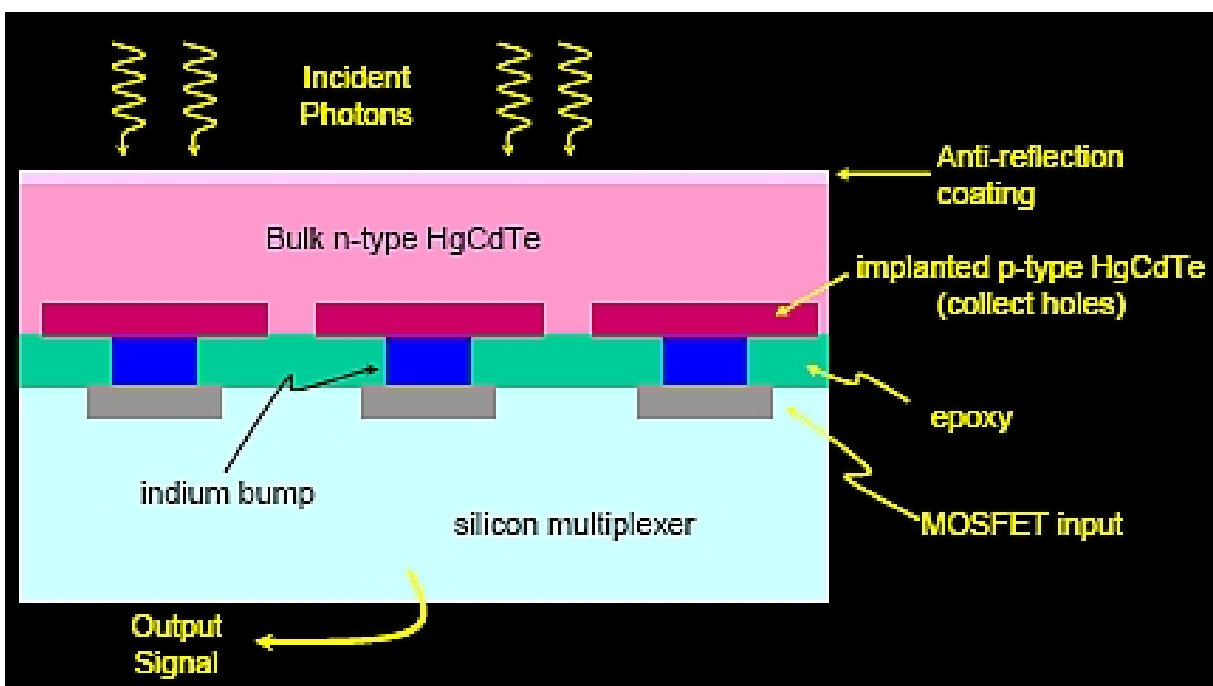 Incident
Photons
Anti-reflection
coating
Bulk n-type HgCdTe
implanted p-type HgCdTe
(collect holes)
epoxy
indium bump
silicon multiplexer
MOSFET input
Output
Signal